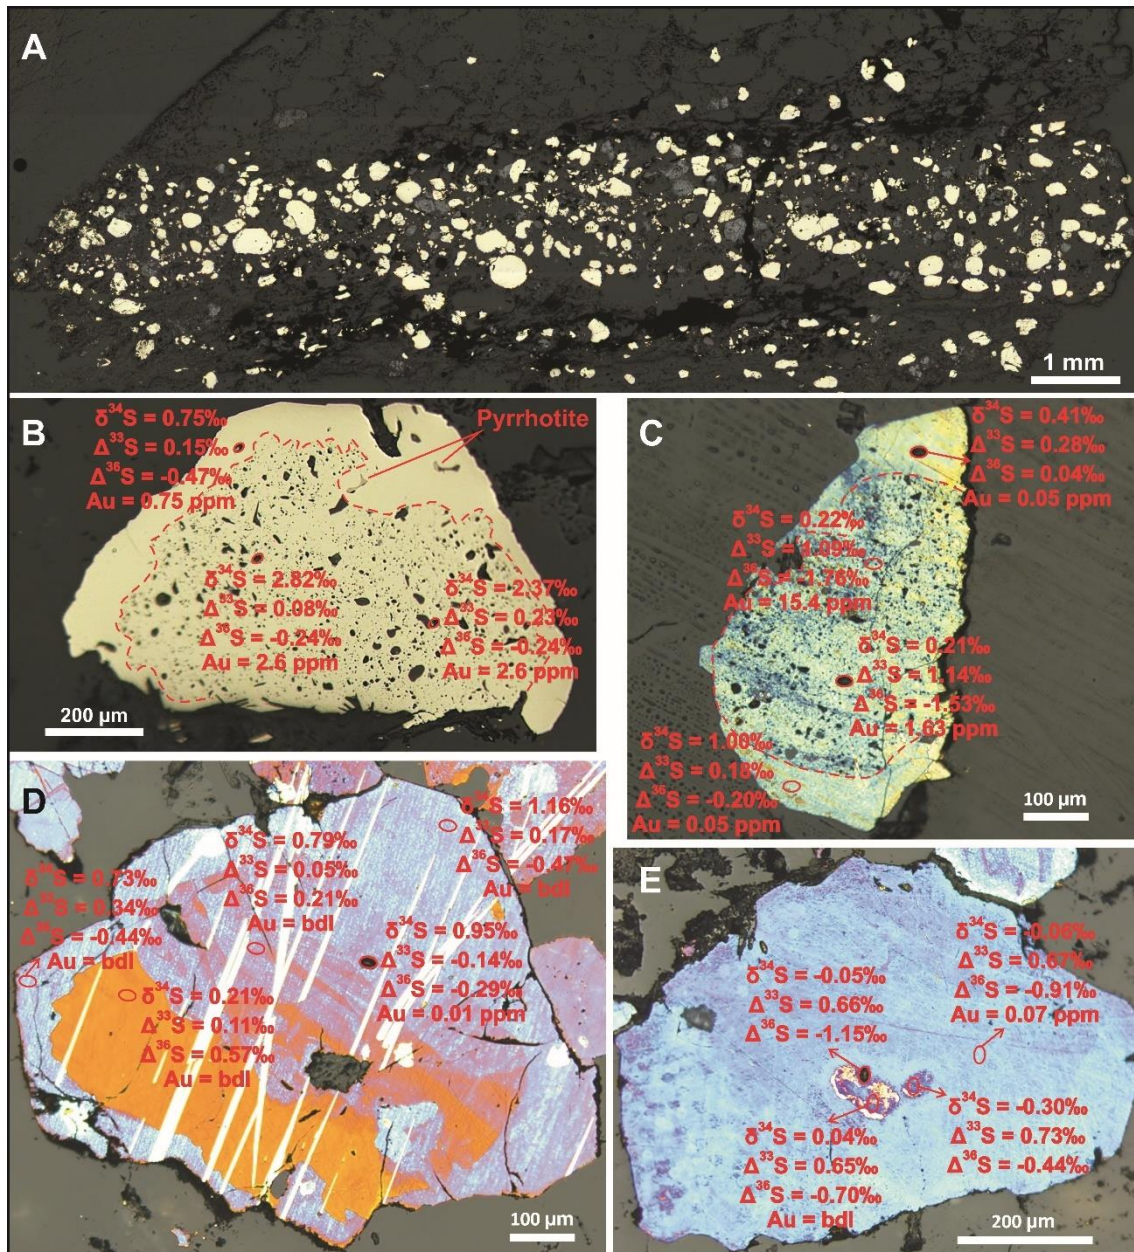 A
1 mm
B
δ³⁴S = 0.75‰
Δ³³S = 0.15‰
Δ³⁶S = -0.47‰
Au = 0.75 ppm
Pyrrhotite
δ³⁴S = 2.82‰
Δ³³S = 0.08‰
Δ³⁶S = -0.24‰
Au = 2.6 ppm
δ³⁴S = 2.37‰
Δ³³S = 0.23‰
Δ³⁶S = -0.24‰
Au = 2.6 ppm
200 µm
C
δ³⁴S = 0.41‰
Δ³³S = 0.28‰
Δ³⁶S = 0.04‰
Au = 0.05 ppm
δ³⁴S = 0.22‰
Δ³³S = 1.09‰
Δ³⁶S = -1.76‰
Au = 15.4 ppm
δ³⁴S = 0.21‰
Δ³³S = 1.14‰
Δ³⁶S = -1.53‰
Au = 1.63 ppm
δ³⁴S = 1.00‰
Δ³³S = 0.18‰
Δ³⁶S = -0.20‰
Au = 0.05 ppm
100 µm
D
δ³⁴S = 0.73‰
Δ³³S = 0.34‰
Δ³⁶S = -0.44‰
Au = bdl
δ³⁴S = 0.79‰
Δ³³S = 0.05‰
Δ³⁶S = 0.21‰
Au = bdl
δ³⁴S = 1.16‰
Δ³³S = 0.17‰
Δ³⁶S = -0.47‰
Au = bdl
δ³⁴S = 0.95‰
Δ³³S = -0.14‰
Δ³⁶S = -0.29‰
Au = 0.01 ppm
δ³⁴S = 0.21‰
Δ³³S = 0.11‰
Δ³⁶S = 0.57‰
Au = bdl
100 µm
E
δ³⁴S = -0.05‰
Δ³³S = 0.66‰
Δ³⁶S = -1.15‰
δ³⁴S = -0.06‰
Δ³³S = 0.67‰
Δ³⁶S = -0.91‰
Au = 0.07 ppm
δ³⁴S = 0.04‰
Δ³³S = 0.65‰
Δ³⁶S = -0.70‰
Au = bdl
δ³⁴S = -0.30‰
Δ³³S = 0.73‰
Δ³⁶S = -0.44‰
200 µm